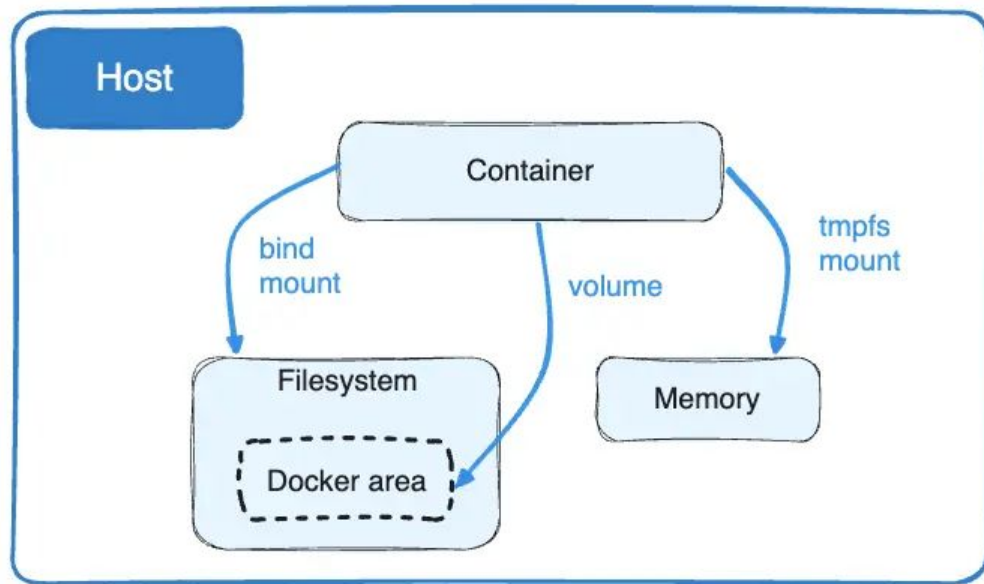 Host
Container
bind
mount
volume
tmpfs
mount
Filesystem
Docker area
Memory